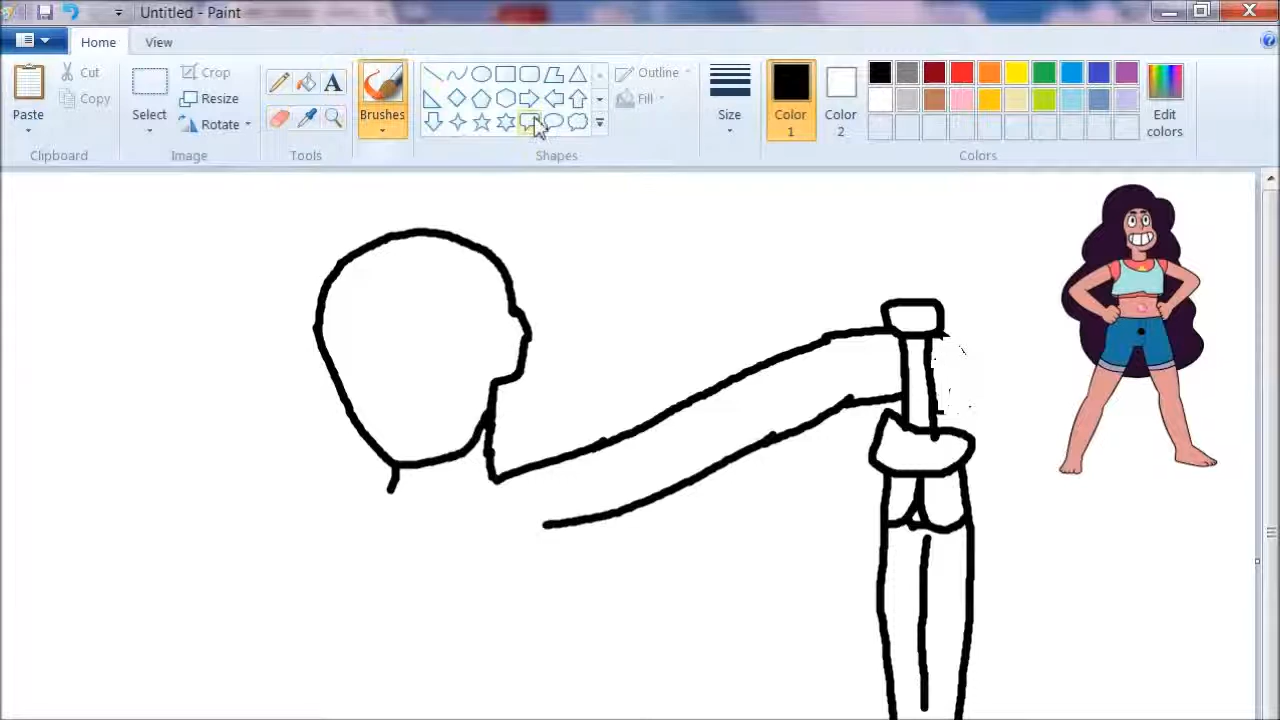 Untitled - Paint
Home
View
Paste
Cut
Copy
Clipboard
Select
Crop
Resize
Rotate
Image
A
Tools
Brushes
Outline
Fill
Shapes
Size
Color 1
Color 2
Edit colors
Colors